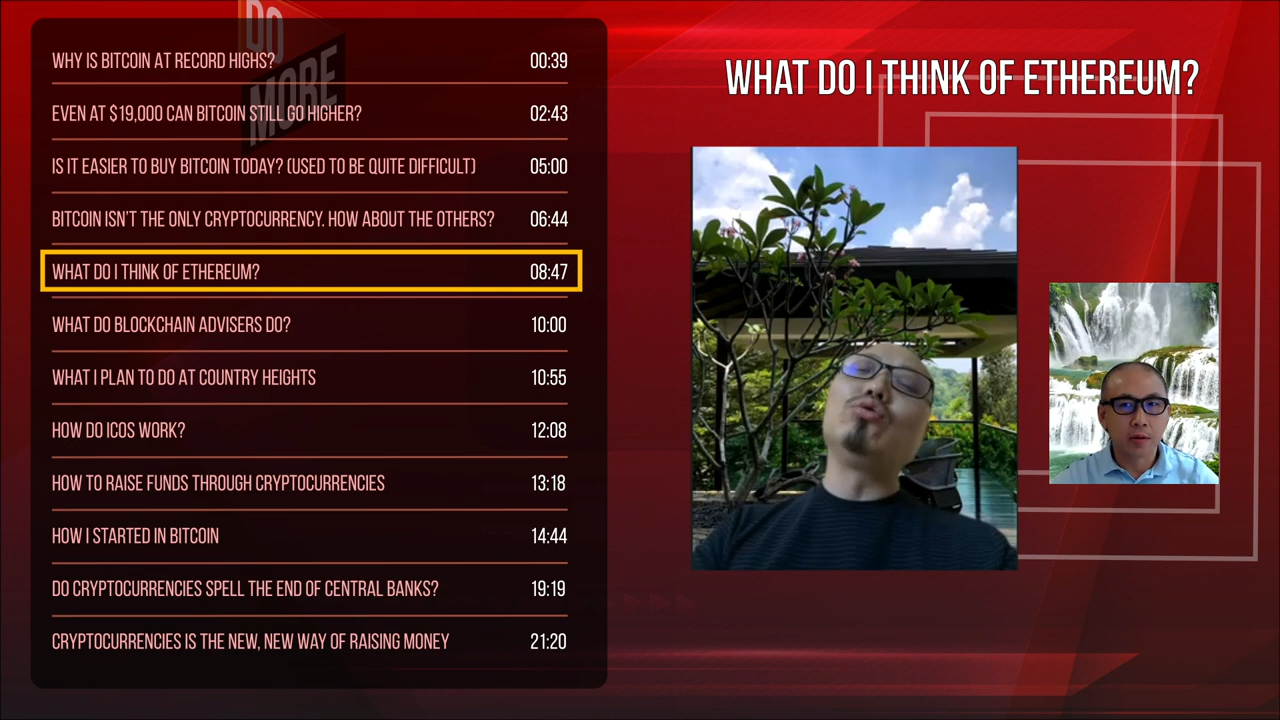 DO
MORE
WHY IS BITCOIN AT RECORD HIGHS? 00:39
EVEN AT $19,000 CAN BITCOIN STILL GO HIGHER? 02:43
IS IT EASIER TO BUY BITCOIN TODAY? (USED TO BE QUITE DIFFICULT) 05:00
BITCOIN ISN'T THE ONLY CRYPTOCURRENCY. HOW ABOUT THE OTHERS? 06:44
WHAT DO I THINK OF ETHEREUM? 08:47
WHAT DO BLOCKCHAIN ADVISERS DO? 10:00
WHAT I PLAN TO DO AT COUNTRY HEIGHTS 10:55
HOW DO ICOS WORK? 12:08
HOW TO RAISE FUNDS THROUGH CRYPTOCURRENCIES 13:18
HOW I STARTED IN BITCOIN 14:44
DO CRYPTOCURRENCIES SPELL THE END OF CENTRAL BANKS? 19:19
CRYPTOCURRENCIES IS THE NEW, NEW WAY OF RAISING MONEY 21:20
WHAT DO I THINK OF ETHEREUM?